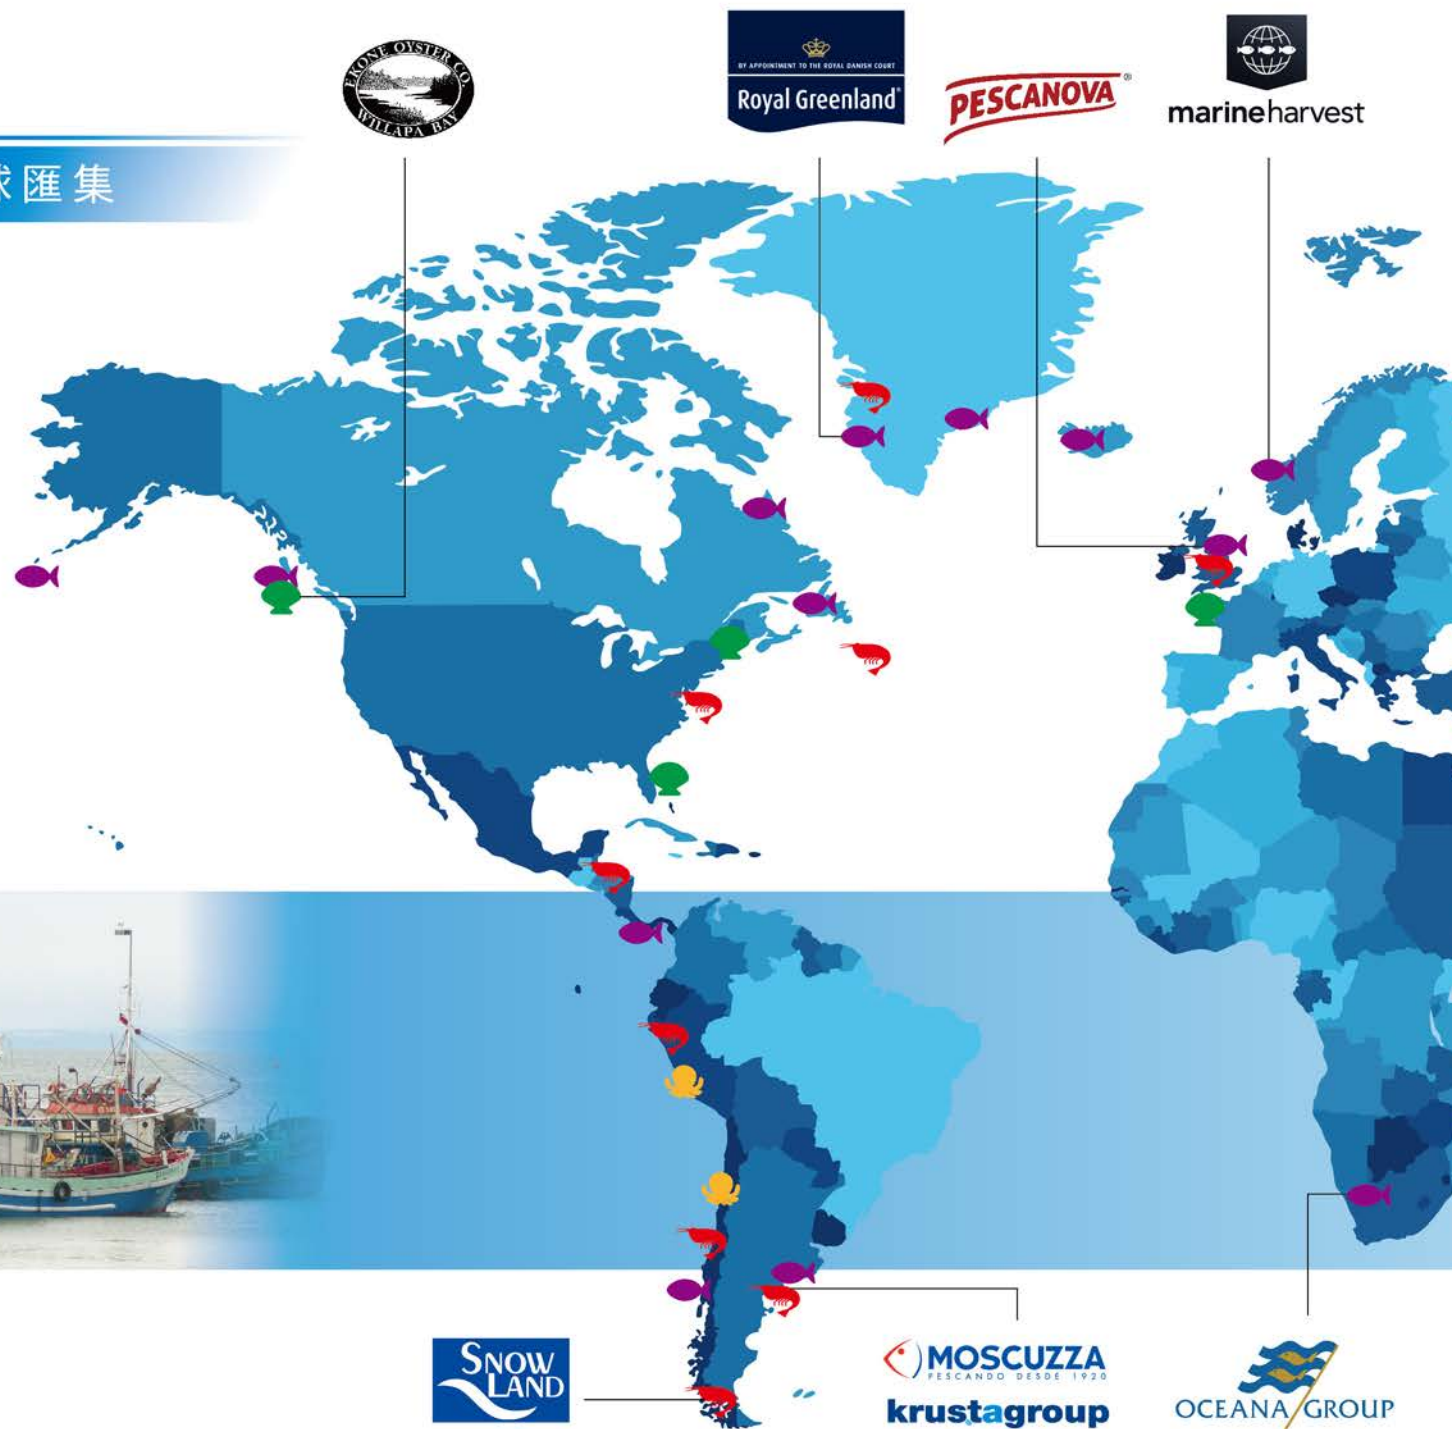 EKONE OYSTER CO.
WILLAPA BAY
BY APPOINTMENT TO THE ROYAL DANISH COURT
Royal Greenland®
PESCANOVA®
marineharvest
匯集
SNOW
LAND
MOSCUZZA
PESCANDO DESDE 1920
krustagroup
OCEANA GROUP